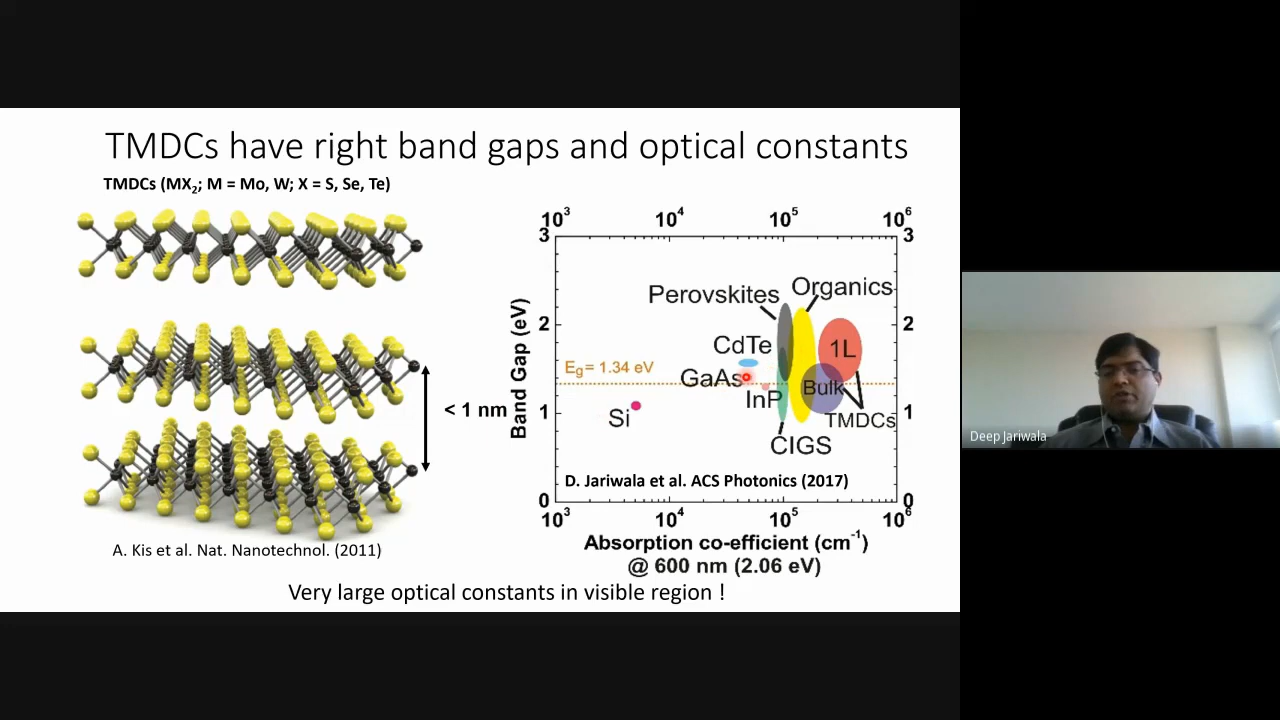 TMDCs have right band gaps and optical constants
TMDCs (MX₂; M = Mo, W; X = S, Se, Te)
< 1 nm
A. Kis et al. Nat. Nanotechnol. (2011)
10³ 10⁴ 10⁵ 10⁶
3 3
2 2
1 1
0 0
Band Gap (eV)
Perovskites
Organics
CdTe
1L
Eg= 1.34 eV
GaAs
Bulk
InP
Si
TMDCs
CIGS
D. Jariwala et al. ACS Photonics (2017)
10³ 10⁴ 10⁵ 10⁶
Absorption co-efficient (cm⁻¹)
@ 600 nm (2.06 eV)
Very large optical constants in visible region !
Deep Jariwala